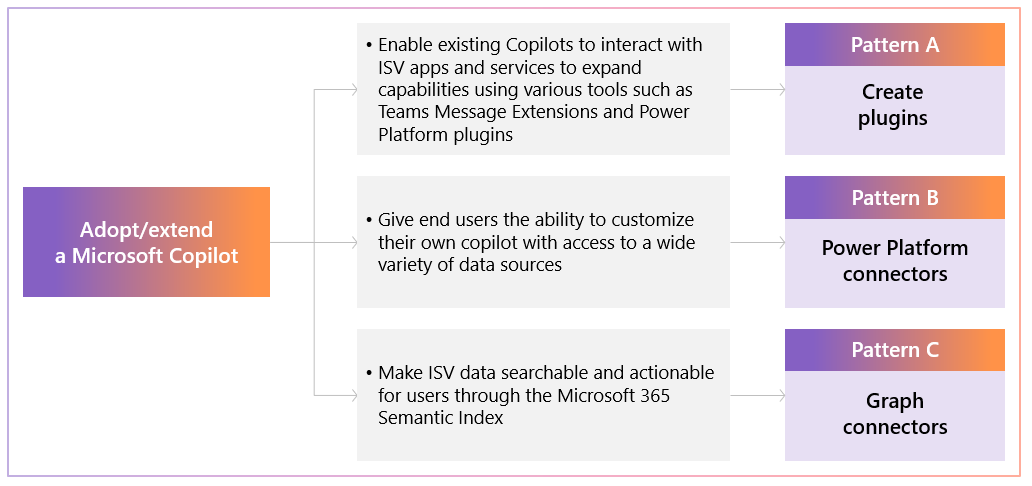 Adopt/extend
a Microsoft Copilot
• Enable existing Copilots to interact with
ISV apps and services to expand
capabilities using various tools such as
Teams Message Extensions and Power
Platform plugins
Pattern A
Create
plugins
• Give end users the ability to customize
their own copilot with access to a wide
variety of data sources
Pattern B
Power Platform
connectors
• Make ISV data searchable and actionable
for users through the Microsoft 365
Semantic Index
Pattern C
Graph
connectors